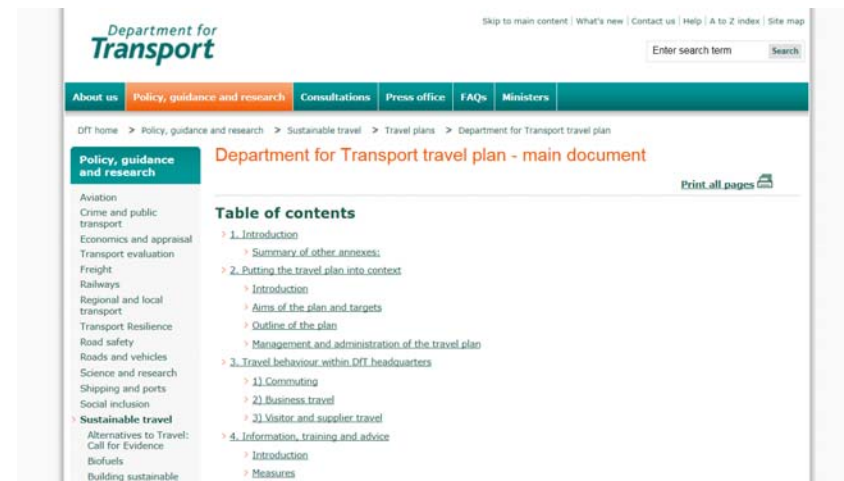 Department for
Transport
Skip to main content | What's new | Contact us | Help | A to Z index | Site map
Enter search term Search
About us Policy, guidance and research Consultations Press office FAQs Ministers
DfT home > Policy, guidance and research > Sustainable travel > Travel plans > Department for Transport travel plan
Policy, guidance
and research
Aviation
Crime and public
transport
Economics and appraisal
Transport evaluation
Freight
Railways
Regional and local
transport
Transport Resilience
Road safety
Roads and vehicles
Science and research
Shipping and ports
Social inclusion
Sustainable travel
Alternatives to Travel:
Call for Evidence
Biofuels
Building sustainable
Department for Transport travel plan - main document
Print all pages
Table of contents
1. Introduction
Summary of other annexes:
2. Putting the travel plan into context
Introduction
Aims of the plan and targets
Outline of the plan
Management and administration of the travel plan
3. Travel behaviour within DfT headquarters
1) Commuting
2) Business travel
3) Visitor and supplier travel
4. Information, training and advice
Introduction
Measures